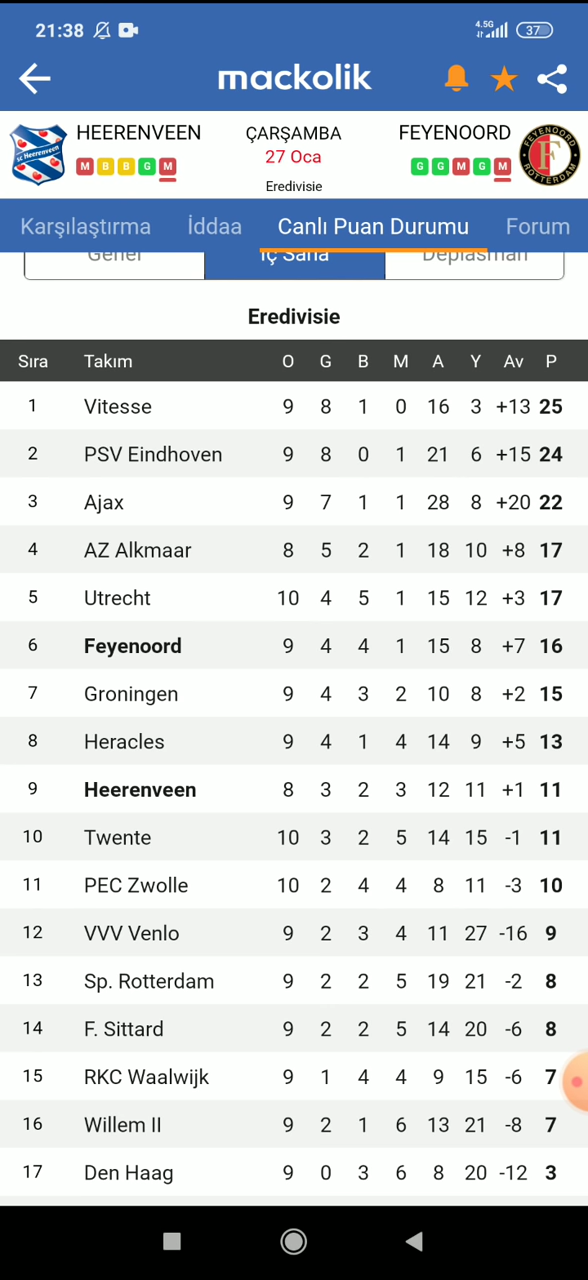 21:38 4.5G 37
mackolik
HEERENVEEN
M B B G M
ÇARŞAMBA
27 Oca
Eredivisie
FEYENOORD
G G M G M
sc Heerenveen
FEYENOORD
F
ROTTERDAM
Karşılaştırma İddaa Canlı Puan Durumu Forum
Genel İç Saha Deplasman
Eredivisie
Sıra Takım O G B M A Y Av P
1 Vitesse 9 8 1 0 16 3 +13 25
2 PSV Eindhoven 9 8 0 1 21 6 +15 24
3 Ajax 9 7 1 1 28 8 +20 22
4 AZ Alkmaar 8 5 2 1 18 10 +8 17
5 Utrecht 10 4 5 1 15 12 +3 17
6 Feyenoord 9 4 4 1 15 8 +7 16
7 Groningen 9 4 3 2 10 8 +2 15
8 Heracles 9 4 1 4 14 9 +5 13
9 Heerenveen 8 3 2 3 12 11 +1 11
10 Twente 10 3 2 5 14 15 -1 11
11 PEC Zwolle 10 2 4 4 8 11 -3 10
12 VVV Venlo 9 2 3 4 11 27 -16 9
13 Sp. Rotterdam 9 2 2 5 19 21 -2 8
14 F. Sittard 9 2 2 5 14 20 -6 8
15 RKC Waalwijk 9 1 4 4 9 15 -6 7
16 Willem II 9 2 1 6 13 21 -8 7
17 Den Haag 9 0 3 6 8 20 -12 3